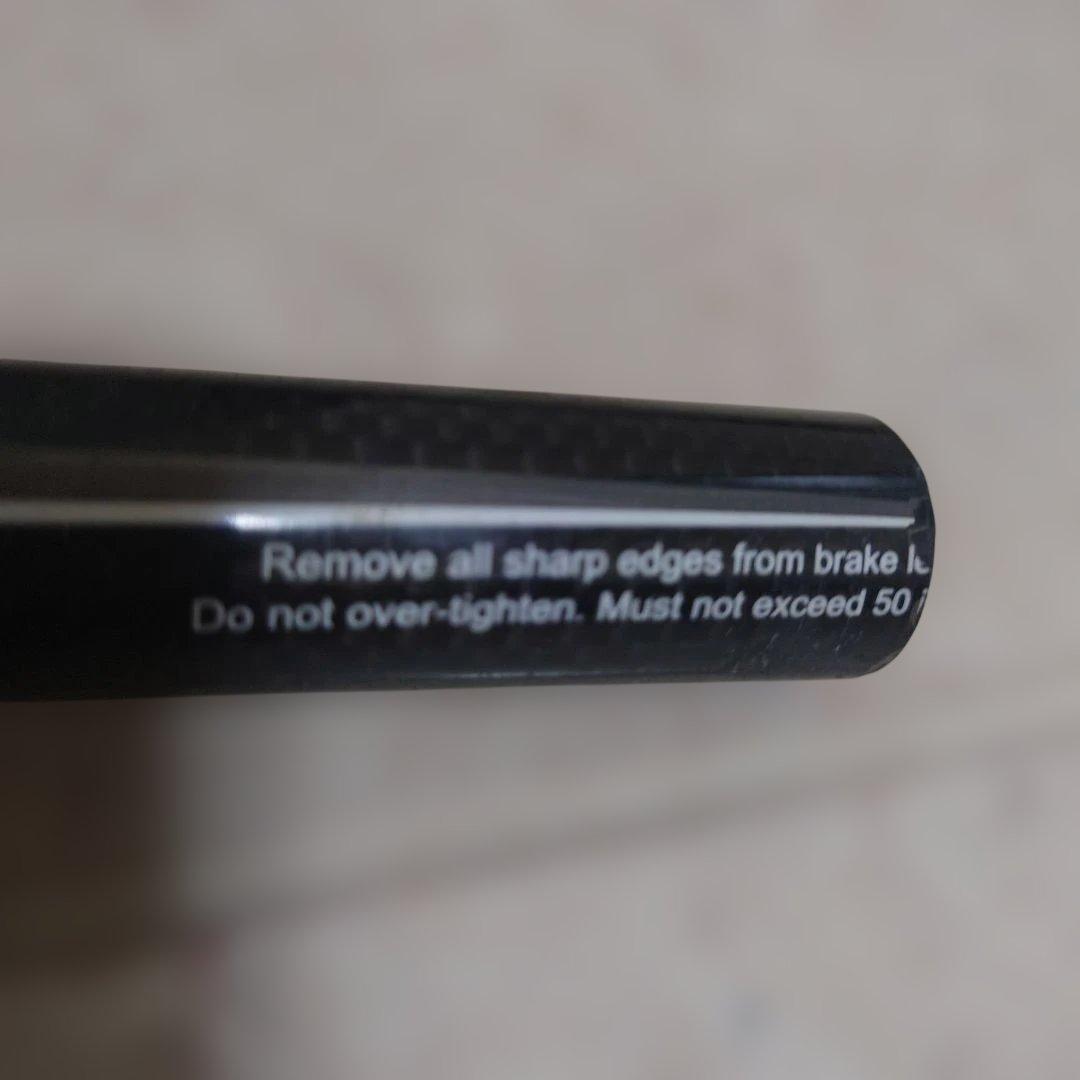 Remove all sharp edges from brake
Do not over-tighten. Must not exceed 50